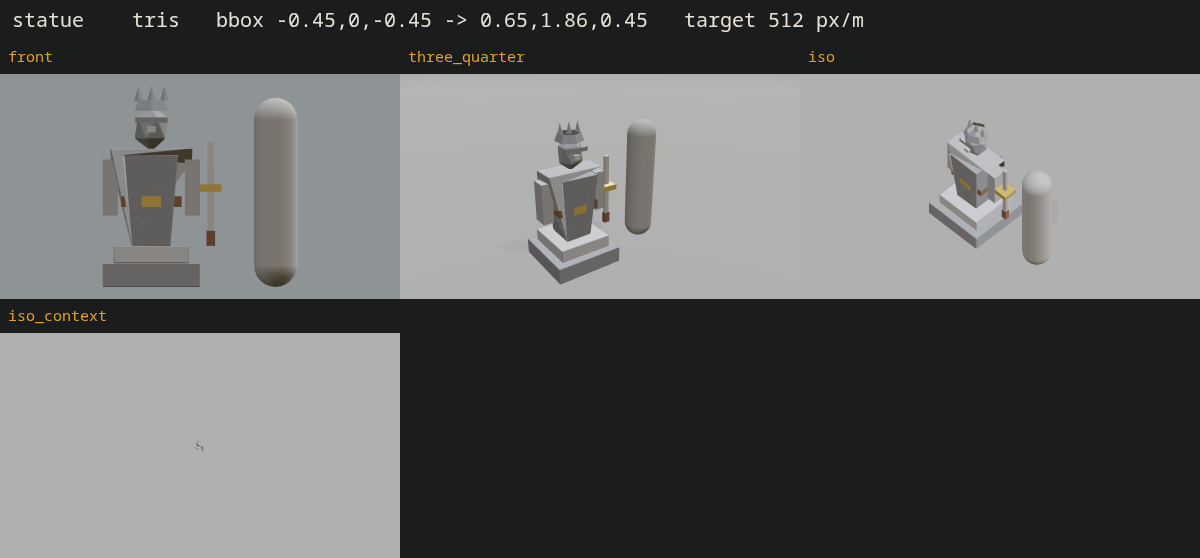 statue    tris   bbox -0.45,0,-0.45 -> 0.65,1.86,0.45   target 512 px/m
front
three_quarter
iso
iso_context